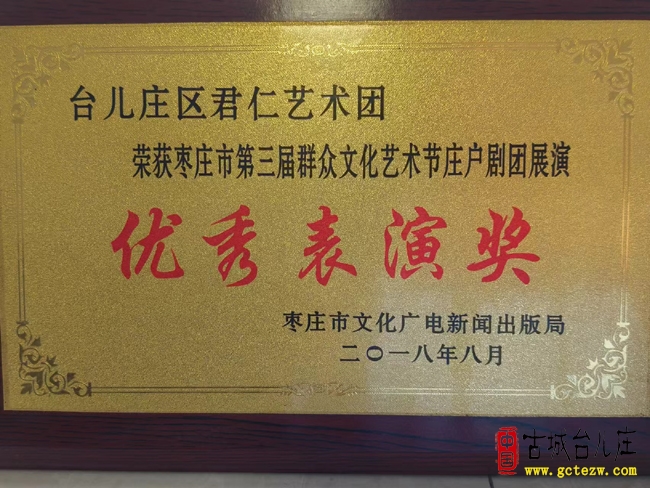 台儿庄区君仁艺术团
荣获枣庄市第三届群众文化艺术节庄户剧团展演
优秀表演奖
枣庄市文化广电新闻出版局
二〇一八年八月
中国
古城台儿庄
www.gctezw.com